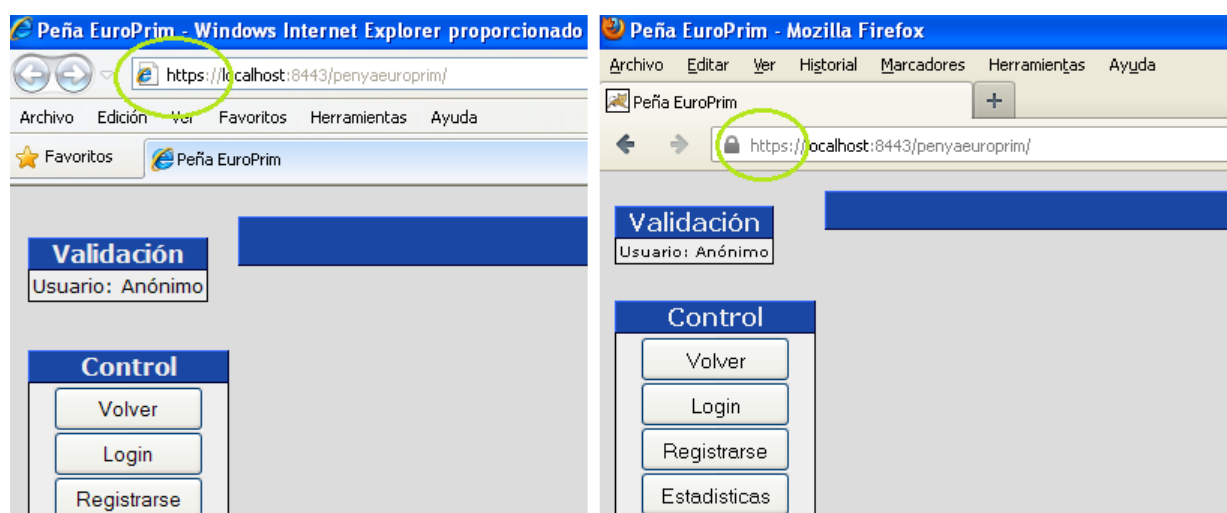 Peña EuroPrim - Windows Internet Explorer proporcionado
https://localhost:8443/penyaeuroprim/
Archivo Edición Ver Favoritos Herramientas Ayuda
Favoritos Peña EuroPrim
Validación
Usuario: Anónimo
Control
Volver
Login
Registrarse
Peña EuroPrim - Mozilla Firefox
Archivo Editar Ver Historial Marcadores Herramientas Ayuda
Peña EuroPrim +
https://localhost:8443/penyaeuroprim/
Validación
Usuario: Anónimo
Control
Volver
Login
Registrarse
Estadisticas